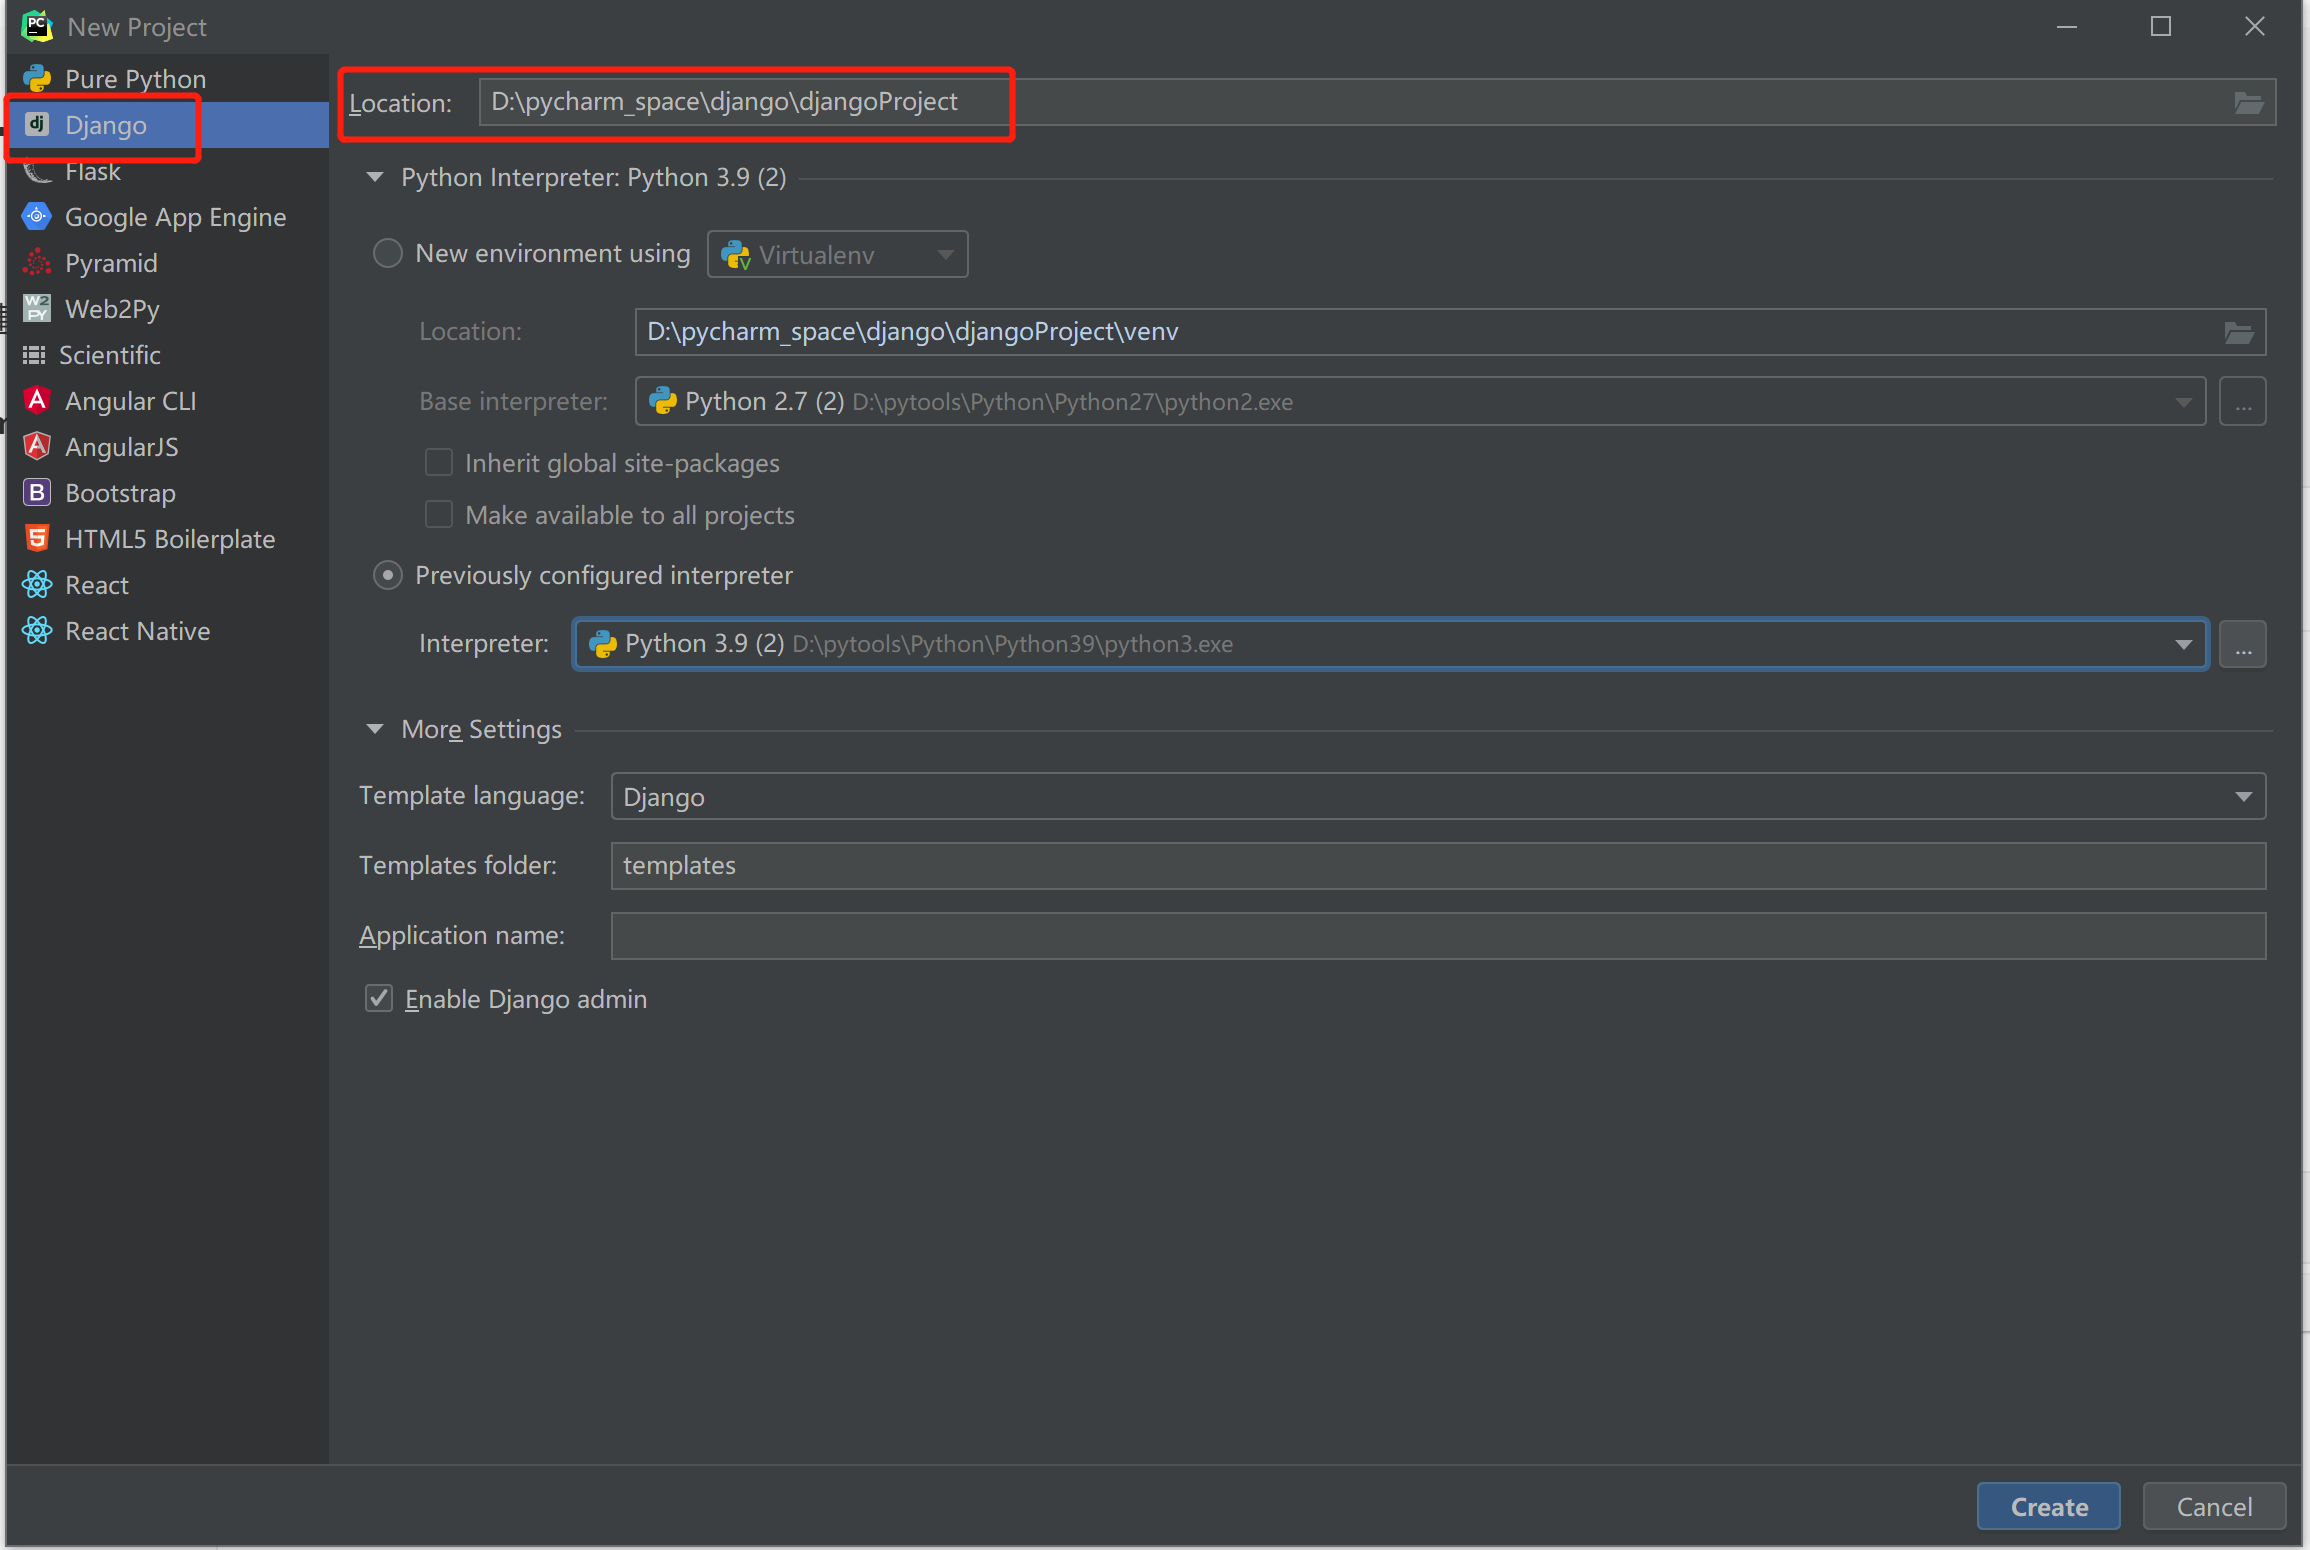 New Project
Pure Python
Django
Flask
Google App Engine
Pyramid
Web2Py
Scientific
Angular CLI
AngularJS
Bootstrap
HTML5 Boilerplate
React
React Native
Location: D:\pycharm_space\django\djangoProject
Python Interpreter: Python 3.9 (2)
New environment using Virtualenv
Location: D:\pycharm_space\django\djangoProject\venv
Base interpreter: Python 2.7 (2) D:\pytools\Python\Python27\python2.exe ...
Inherit global site-packages
Make available to all projects
Previously configured interpreter
Interpreter: Python 3.9 (2) D:\pytools\Python\Python39\python3.exe ...
More Settings
Template language: Django
Templates folder: templates
Application name:
Enable Django admin
Create Cancel